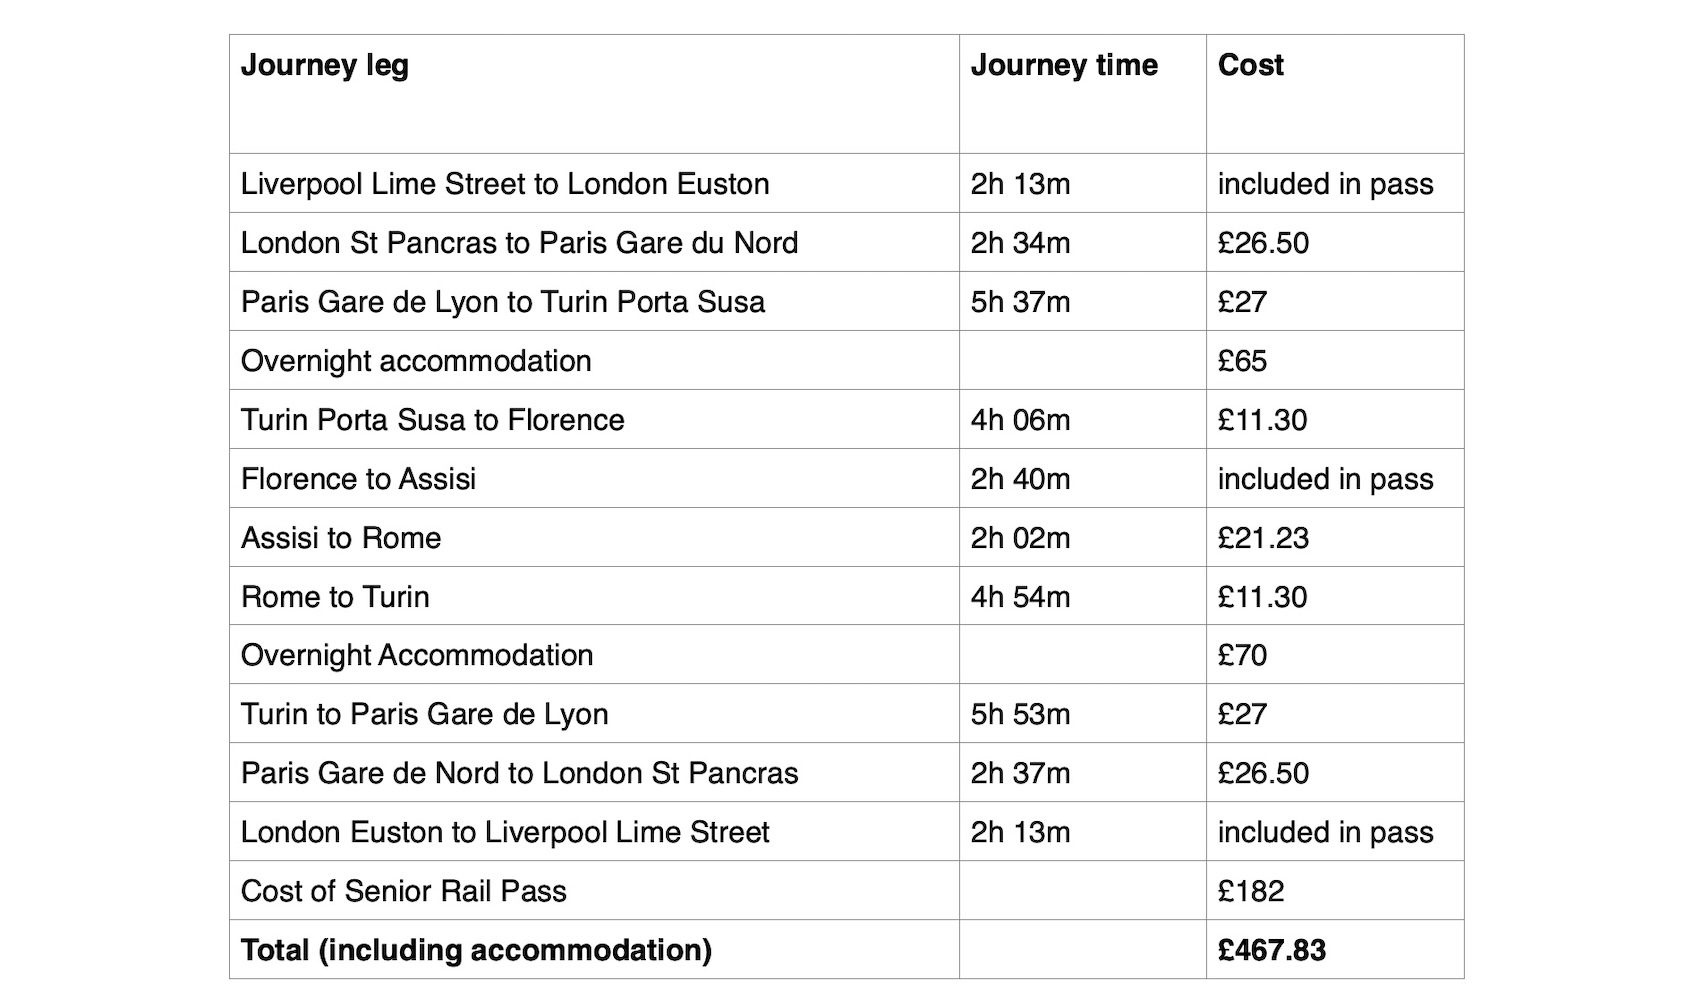 Journey leg Journey time Cost
Liverpool Lime Street to London Euston 2h 13m included in pass
London St Pancras to Paris Gare du Nord 2h 34m £26.50
Paris Gare de Lyon to Turin Porta Susa 5h 37m £27
Overnight accommodation £65
Turin Porta Susa to Florence 4h 06m £11.30
Florence to Assisi 2h 40m included in pass
Assisi to Rome 2h 02m £21.23
Rome to Turin 4h 54m £11.30
Overnight Accommodation £70
Turin to Paris Gare de Lyon 5h 53m £27
Paris Gare de Nord to London St Pancras 2h 37m £26.50
London Euston to Liverpool Lime Street 2h 13m included in pass
Cost of Senior Rail Pass £182
Total (including accommodation) £467.83